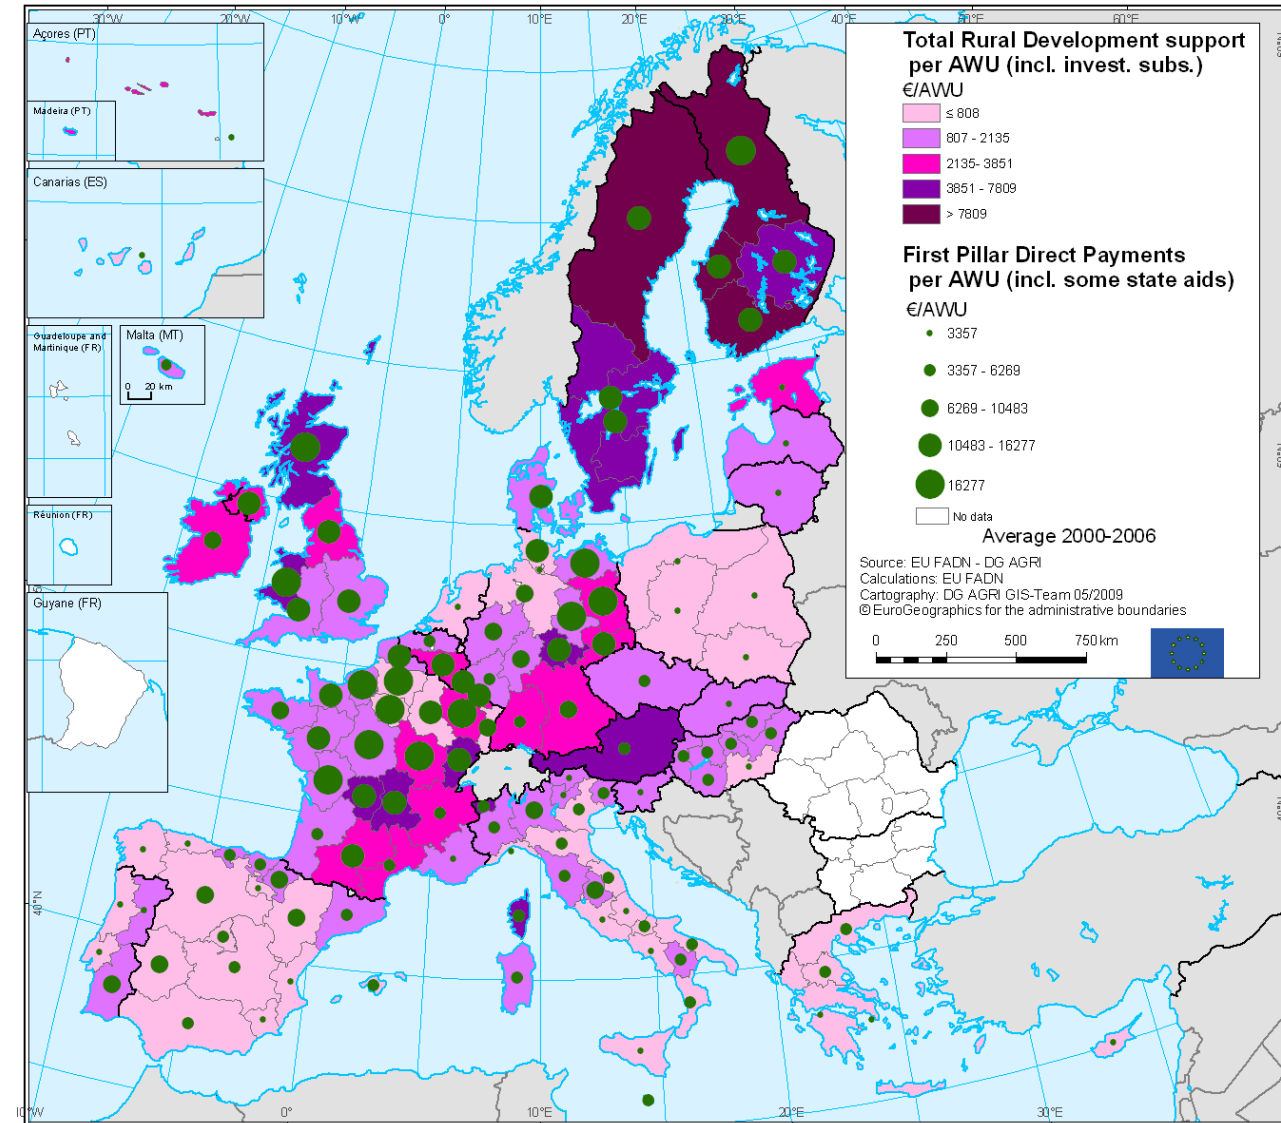 30°W 20°W 10°W 0° 10°E 20°E 30°E 40°E 50°E 60°E
Açores (PT)
Madeira (PT)
Canarias (ES)
Guadeloupe and
Martinique (FR)
Malta (MT)
0 20 km
Réunion (FR)
Guyane (FR)
Total Rural Development support
per AWU (incl. invest. subs.)
€/AWU
≤ 808
807 - 2135
2135- 3851
3851 - 7809
> 7809
First Pillar Direct Payments
per AWU (incl. some state aids)
€/AWU
3357
3357 - 6269
6269 - 10483
10483 - 16277
16277
No data
Average 2000-2006
Source: EU FADN - DG AGRI
Calculations: EU FADN
Cartography: DG AGRI GIS-Team 05/2009
© EuroGeographics for the administrative boundaries
0 250 500 750 km
40°N
10°W 0° 10°E 20°E 30°E